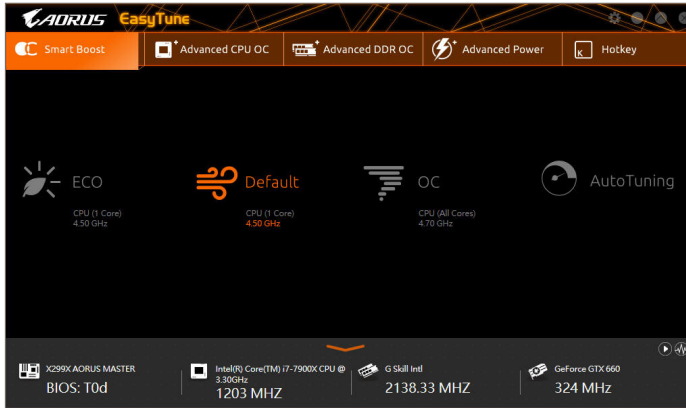 AORUS EasyTune
Smart Boost
Advanced CPU OC
Advanced DDR OC
Advanced Power
K
Hotkey
ECO
CPU (1 Core)
4.50 GHz
Default
CPU (1 Core)
4.50 GHz
OC
CPU (All Cores)
4.70 GHz
AutoTuning
X299X AORUS MASTER
BIOS: T0d
Intel(R) Core(TM) i7-7900X CPU @
3.30GHz
1203 MHZ
G Skill Intl
2138.33 MHZ
GeForce GTX 660
324 MHz